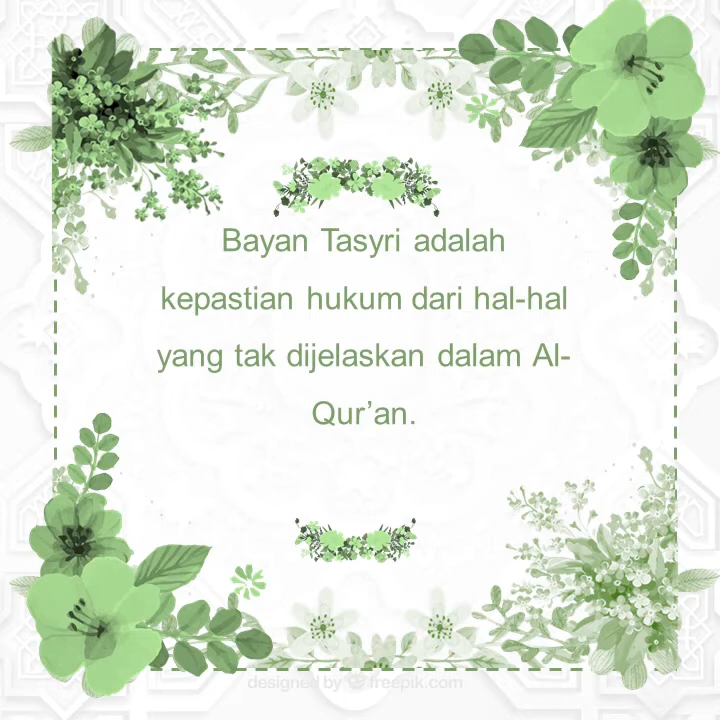 Bayan Tasyri adalah
kepastian hukum dari hal-hal
yang tak dijelaskan dalam Al-
Qur’an.
designed by freepik.com